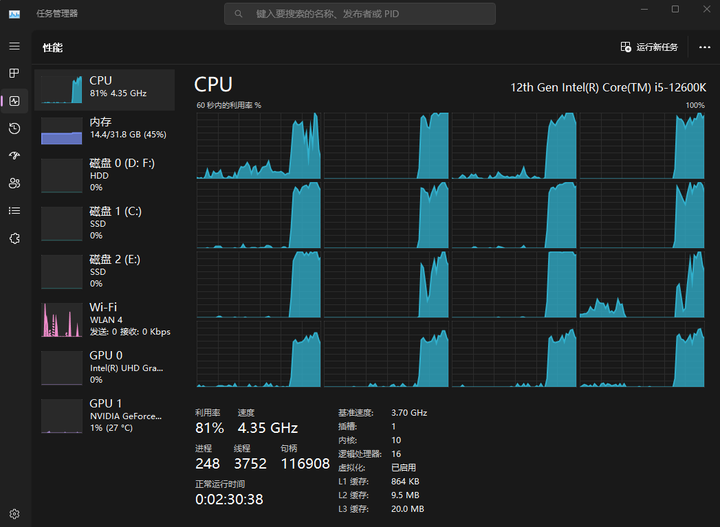 任务管理器
键入要搜索的名称、发布者或 PID
性能
运行新任务
CPU
81% 4.35 GHz
内存
14.4/31.8 GB (45%)
磁盘 0 (D: F:)
HDD
0%
磁盘 1 (C:)
SSD
0%
磁盘 2 (E:)
SSD
0%
Wi-Fi
WLAN 4
发送: 0 接收: 0 Kbps
GPU 0
Intel(R) UHD Gra...
0%
GPU 1
NVIDIA GeForce...
1% (27 °C)
CPU
12th Gen Intel(R) Core(TM) i5-12600K
60 秒内的利用率 %
100%
利用率 速度
81% 4.35 GHz
进程 线程 句柄
248 3752 116908
正常运行时间
0:02:30:38
基准速度: 3.70 GHz
插槽: 1
内核: 10
逻辑处理器: 16
虚拟化: 已启用
L1 缓存: 864 KB
L2 缓存: 9.5 MB
L3 缓存: 20.0 MB